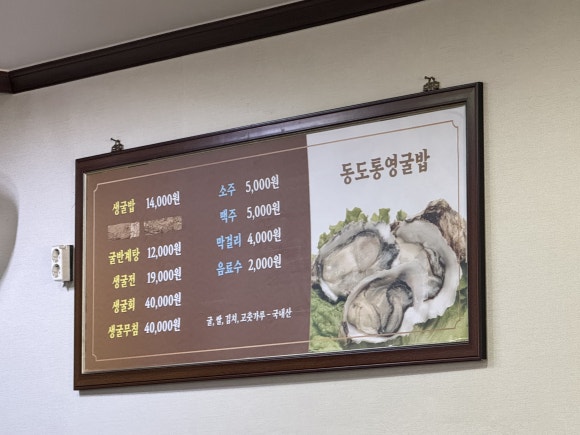 동도통영굴밥
생굴밥 14,000원
굴반계탕 12,000원
생굴전 19,000원
생굴회 40,000원
생굴무침 40,000원
소주 5,000원
맥주 5,000원
막걸리 4,000원
음료수 2,000원
굴, 쌀, 김치, 고춧가루 - 국내산